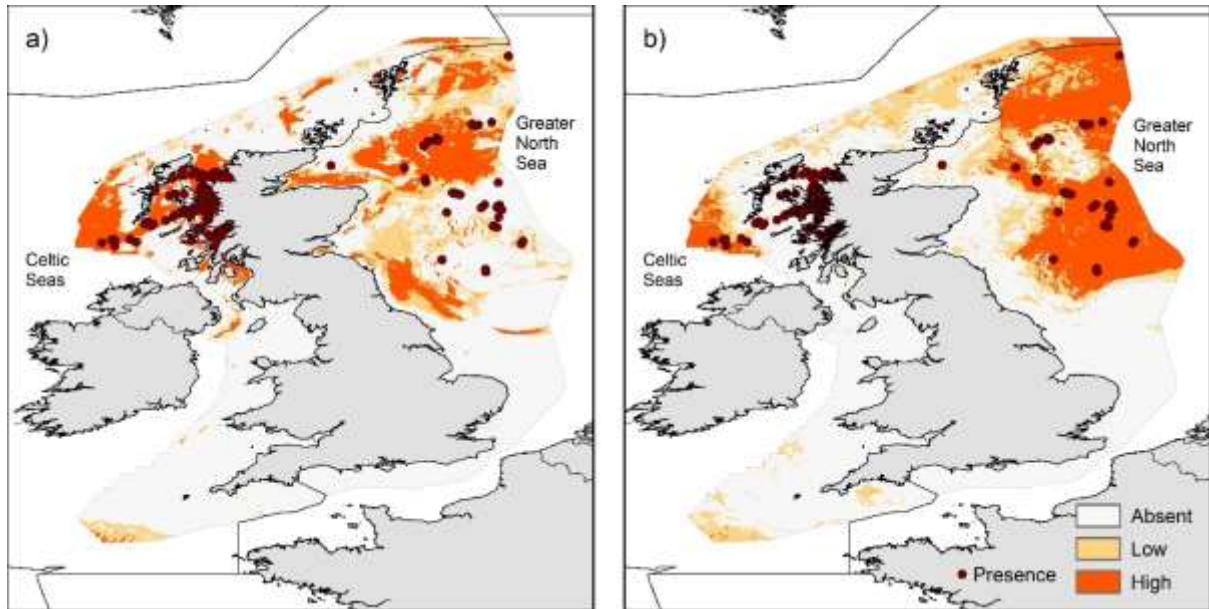 a)
Greater
North
Sea
Celtic
Seas
b)
Greater
North
Sea
Celtic
Seas
Absent
Low
Presence
High